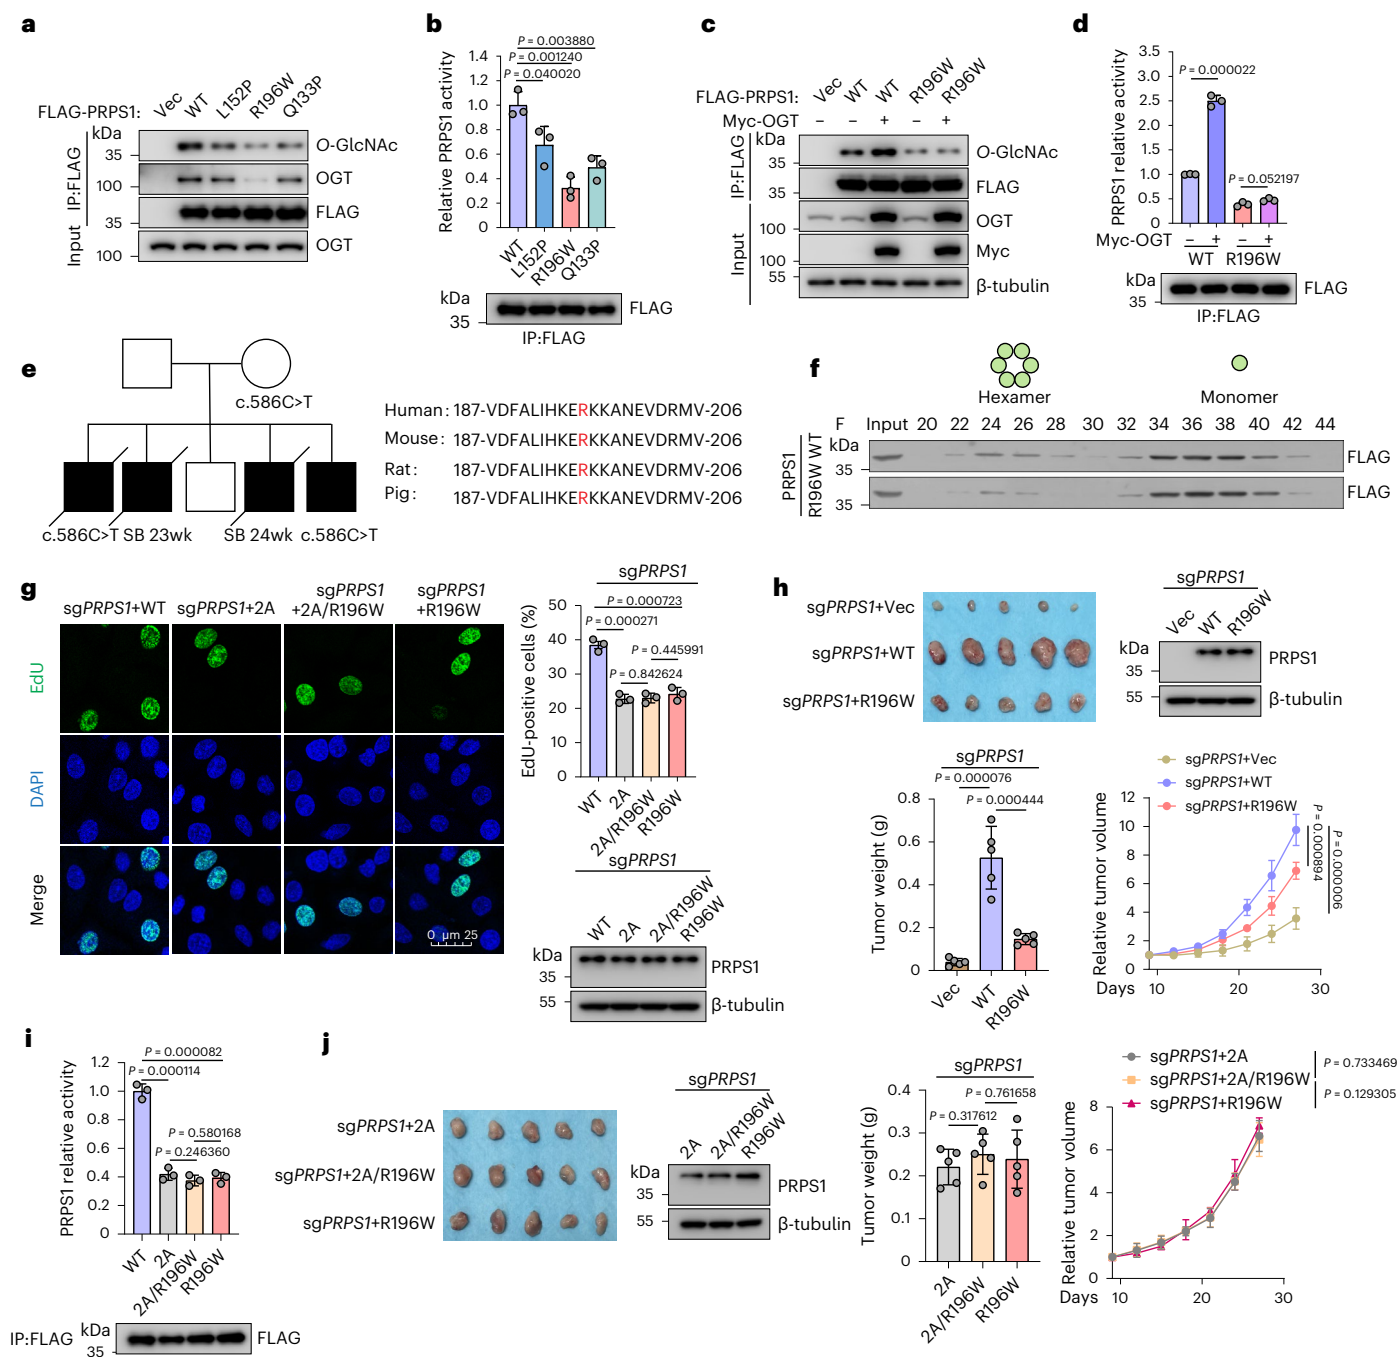 a
FLAG-PRPS1:
Vec
WT
L152P
R196W
Q133P
kDa
IP:FLAG
Input
35
100
35
100
O-GlcNAc
OGT
FLAG
OGT
b
Relative PRPS1 activity
1.4
1.2
1.0
0.8
0.6
0.4
0.2
0
P = 0.003880
P = 0.001240
P = 0.040020
WT
L152P
R196W
Q133P
kDa
35
FLAG
IP:FLAG
c
FLAG-PRPS1:
Vec
WT
WT
R196W
R196W
Myc-OGT
– – + – +
kDa
IP:FLAG
Input
35
35
100
100
55
O-GlcNAc
FLAG
OGT
Myc
β-tubulin
d
PRPS1 relative activity
3.5
3.0
2.5
2.0
1.5
1.0
0.5
0
P = 0.000022
P = 0.052197
Myc-OGT
– + – +
WT
R196W
kDa
35
FLAG
IP:FLAG
e
c.586C>T
c.586C>T SB 23wk
SB 24wk c.586C>T
Human: 187-VDFALIHKERKKANEVDRMV-206
Mouse: 187-VDFALIHKERKKANEVDRMV-206
Rat: 187-VDFALIHKERKKANEVDRMV-206
Pig: 187-VDFALIHKERKKANEVDRMV-206
f
Hexamer
Monomer
F Input 20 22 24 26 28 30 32 34 36 38 40 42 44
kDa
PRPS1
R196W WT
35
35
FLAG
FLAG
g
sgPRPS1+WT
sgPRPS1+2A
sgPRPS1
+2A/R196W
sgPRPS1
+R196W
EdU
DAPI
Merge
0 µm 25
sgPRPS1
EdU-positive cells (%)
50
40
30
20
10
0
P = 0.000723
P = 0.000271
P = 0.445991
P = 0.842624
WT
2A
2A/R196W
R196W
sgPRPS1
WT
2A
2A/R196W
R196W
kDa
35
55
PRPS1
β-tubulin
h
sgPRPS1+Vec
sgPRPS1+WT
sgPRPS1+R196W
sgPRPS1
Vec
WT
R196W
kDa
35
55
PRPS1
β-tubulin
sgPRPS1
P = 0.000076
P = 0.000444
Tumor weight (g)
0.8
0.6
0.4
0.2
0
Vec
WT
R196W
sgPRPS1+Vec
sgPRPS1+WT
sgPRPS1+R196W
Relative tumor volume
12
10
8
6
4
2
0
Days 10 20 30
P = 0.000894
P = 0.0000006
i
PRPS1 relative activity
1.2
1.0
0.8
0.6
0.4
0.2
0
P = 0.000082
P = 0.000114
P = 0.580168
P = 0.246360
WT
2A
2A/R196W
R196W
IP:FLAG
kDa
35
FLAG
j
sgPRPS1+2A
sgPRPS1+2A/R196W
sgPRPS1+R196W
sgPRPS1
2A
2A/R196W
R196W
kDa
35
55
PRPS1
β-tubulin
sgPRPS1
P = 0.761658
P = 0.317612
Tumor weight (g)
0.4
0.3
0.2
0.1
0
2A
2A/R196W
R196W
sgPRPS1+2A
sgPRPS1+2A/R196W
sgPRPS1+R196W
P = 0.733469
P = 0.129305
Relative tumor volume
8
6
4
2
0
Days 10 20 30